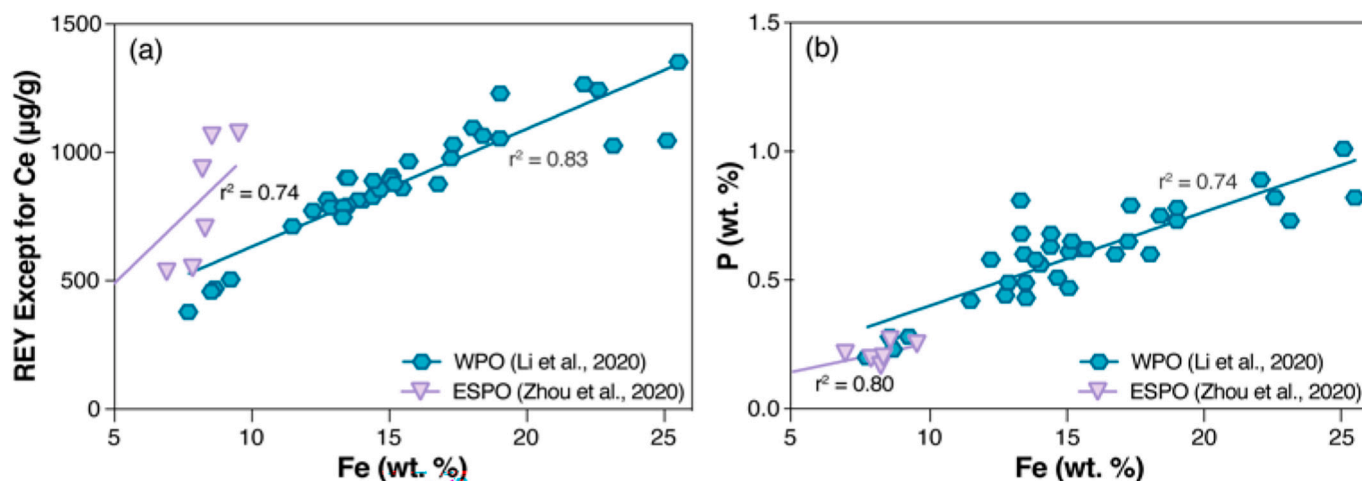 (a)
REY Except for Ce (µg/g)
1500
1000
500
0
r² = 0.74
r² = 0.83
WPO (Li et al., 2020)
ESPO (Zhou et al., 2020)
5
10
15
20
25
Fe (wt. %)
(b)
P (wt. %)
1.5
1.0
0.5
0.0
r² = 0.74
r² = 0.80
WPO (Li et al., 2020)
ESPO (Zhou et al., 2020)
5
10
15
20
25
Fe (wt. %)